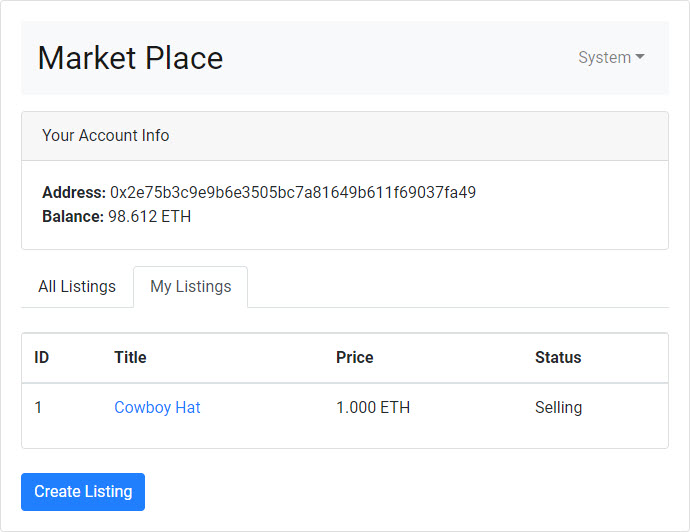 Market Place
System
Your Account Info
Address: 0x2e75b3c9e9b6e3505bc7a81649b611f69037fa49
Balance: 98.612 ETH
All Listings My Listings
ID Title Price Status
1 Cowboy Hat 1.000 ETH Selling
Create Listing